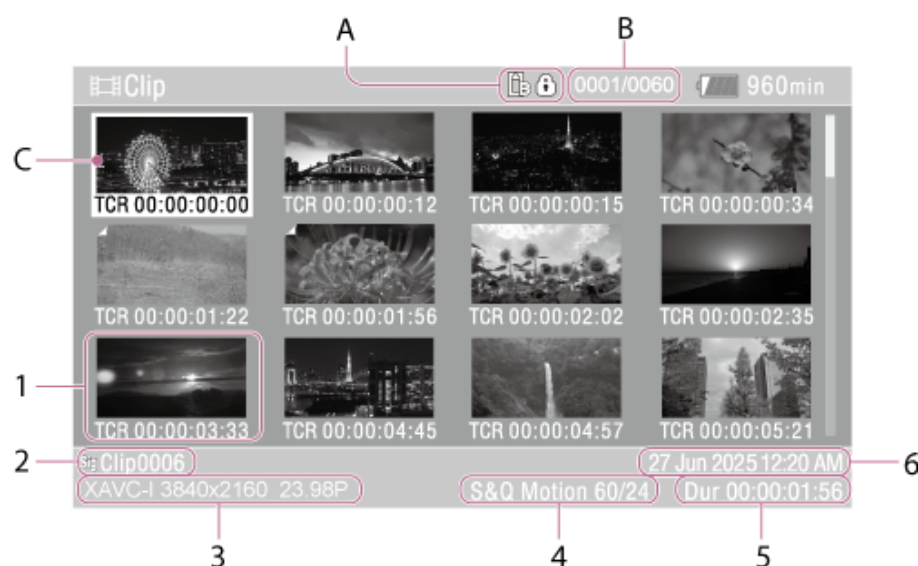 A
B
Clip
B
0001/0060
960min
C
TCR 00:00:00:00
TCR 00:00:00:12
TCR 00:00:00:15
TCR 00:00:00:34
TCR 00:00:01:22
TCR 00:00:01:56
TCR 00:00:02:02
TCR 00:00:02:35
1
TCR 00:00:03:33
TCR 00:00:04:45
TCR 00:00:04:57
TCR 00:00:05:21
2
Clip0006
27 Jun 2025 12:20 AM
6
XAVC-I 3840x2160 23.98P
S&Q Motion 60/24
Dur 00:00:01:56
3
4
5